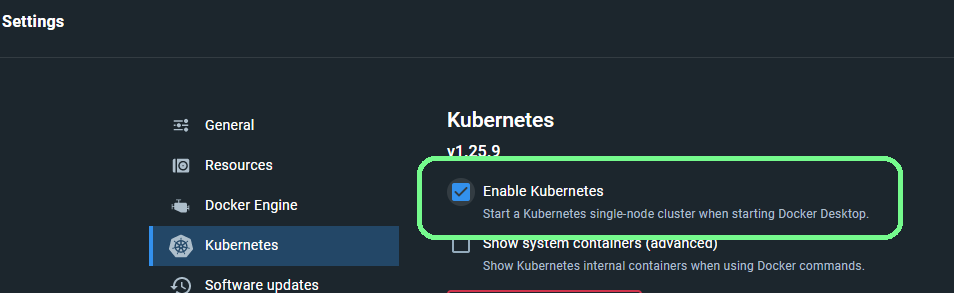 Settings
General
Resources
Docker Engine
Kubernetes
Software updates
Kubernetes
v1.25.9
Enable Kubernetes
Start a Kubernetes single-node cluster when starting Docker Desktop.
Show system containers (advanced)
Show Kubernetes internal containers when using Docker commands.